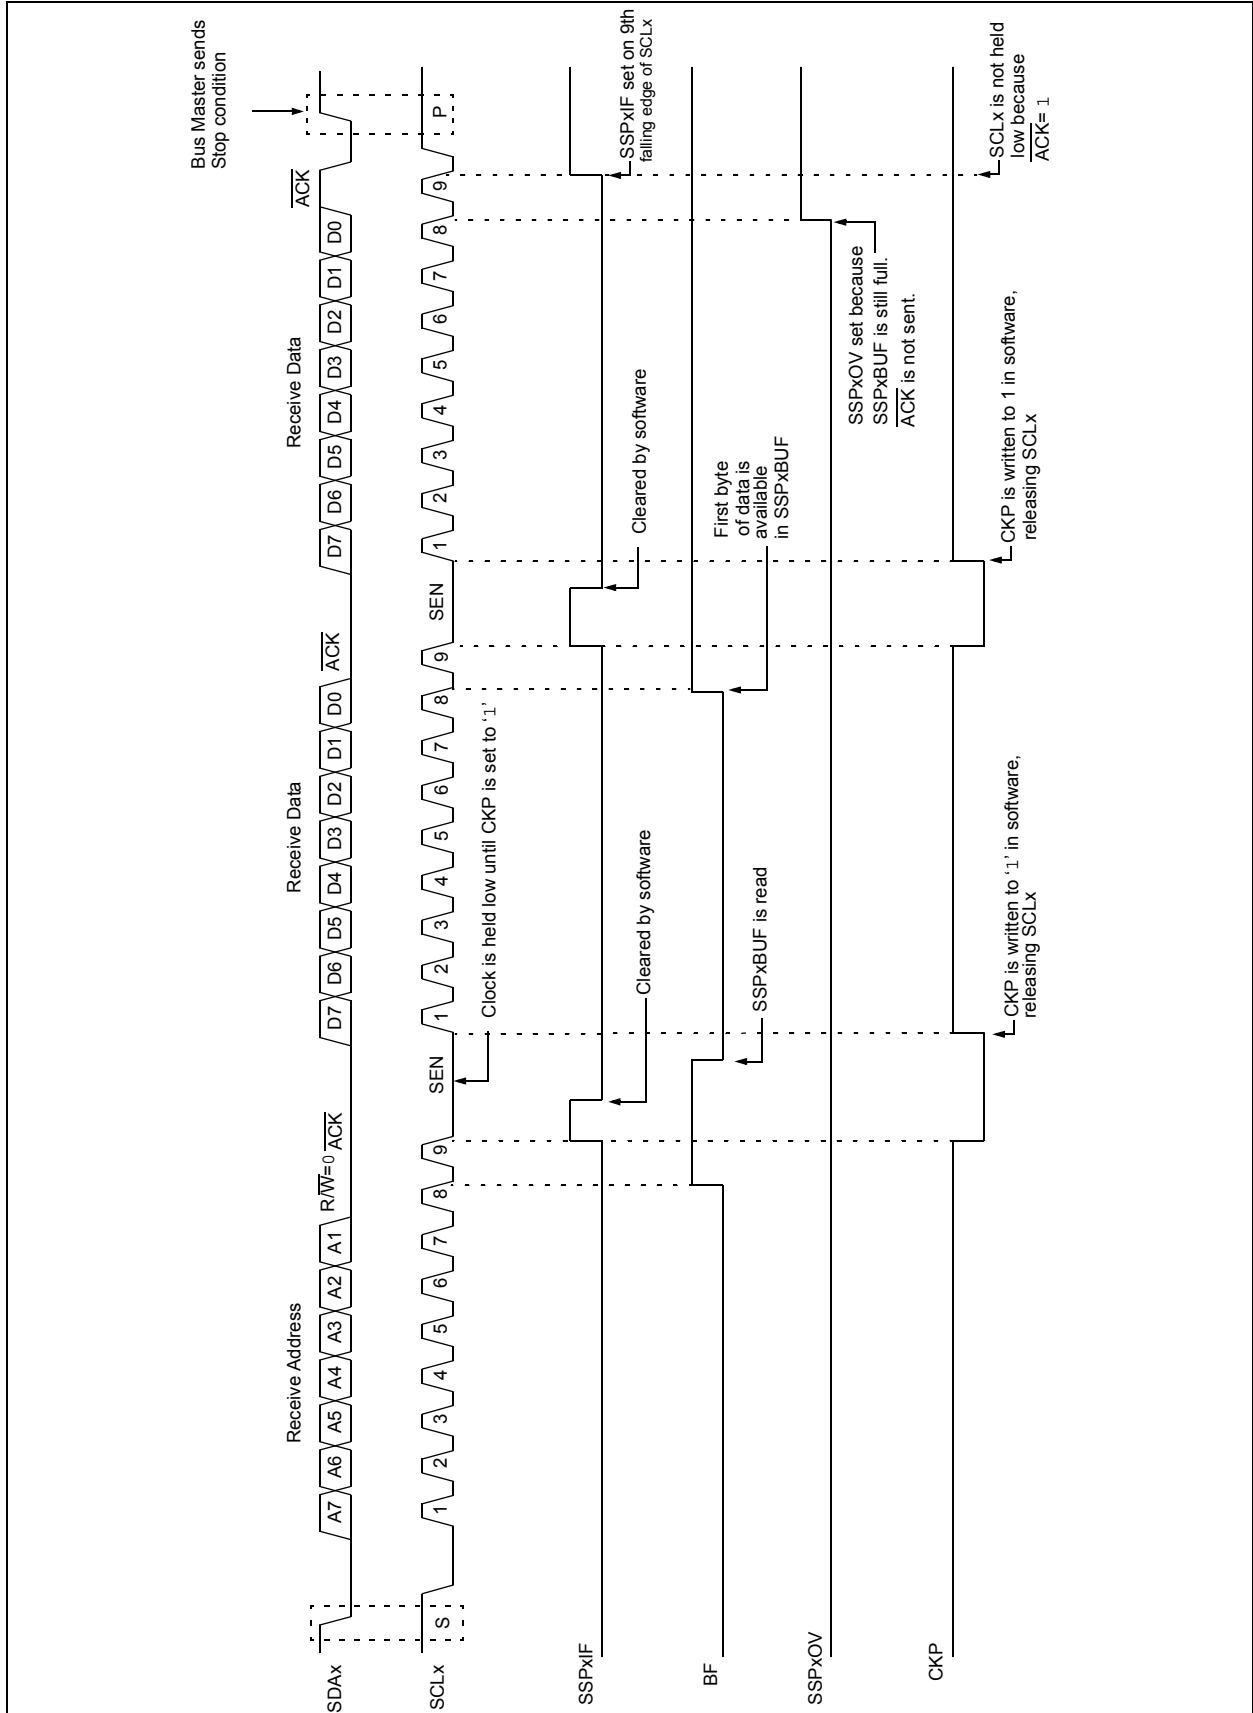 Bus Master sends
Stop condition
Receive Address
Receive Data
Receive Data
SDAx
A7 A6 A5 A4 A3 A2 A1 R/W=0 ACK D7 D6 D5 D4 D3 D2 D1 D0 ACK D7 D6 D5 D4 D3 D2 D1 D0 ACK
SCLx
S 1 2 3 4 5 6 7 8 9 SEN 1 2 3 4 5 6 7 8 9 SEN 1 2 3 4 5 6 7 8 9 P
Clock is held low until CKP is set to ‘1’
SSPxIF
Cleared by software
Cleared by software
SSPxIF set on 9th
falling edge of SCLx
BF
SSPxBUF is read
First byte
of data is
available
in SSPxBUF
SSPxOV
SSPxOV set because
SSPxBUF is still full.
ACK is not sent.
CKP
CKP is written to ‘1’ in software,
releasing SCLx
CKP is written to 1 in software,
releasing SCLx
SCLx is not held
low because
ACK= 1